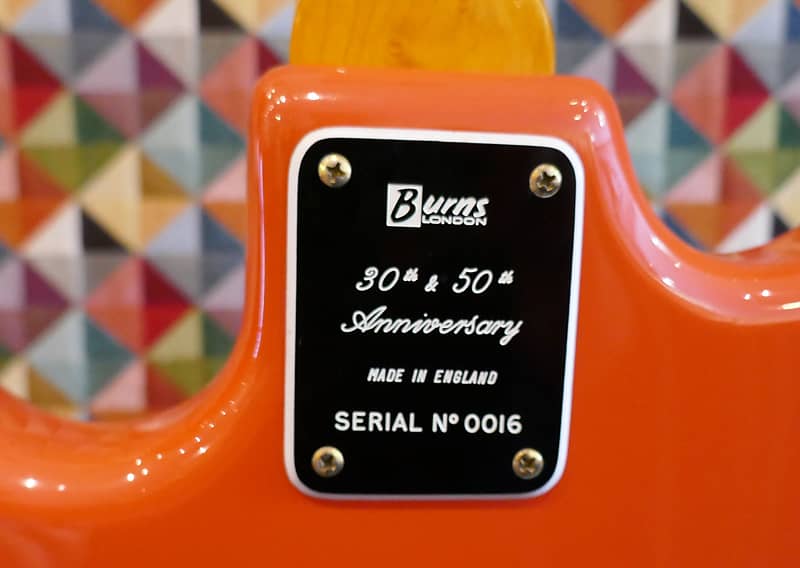 Burns
LONDON
30th & 50th
Anniversary
MADE IN ENGLAND
SERIAL Nº 0016